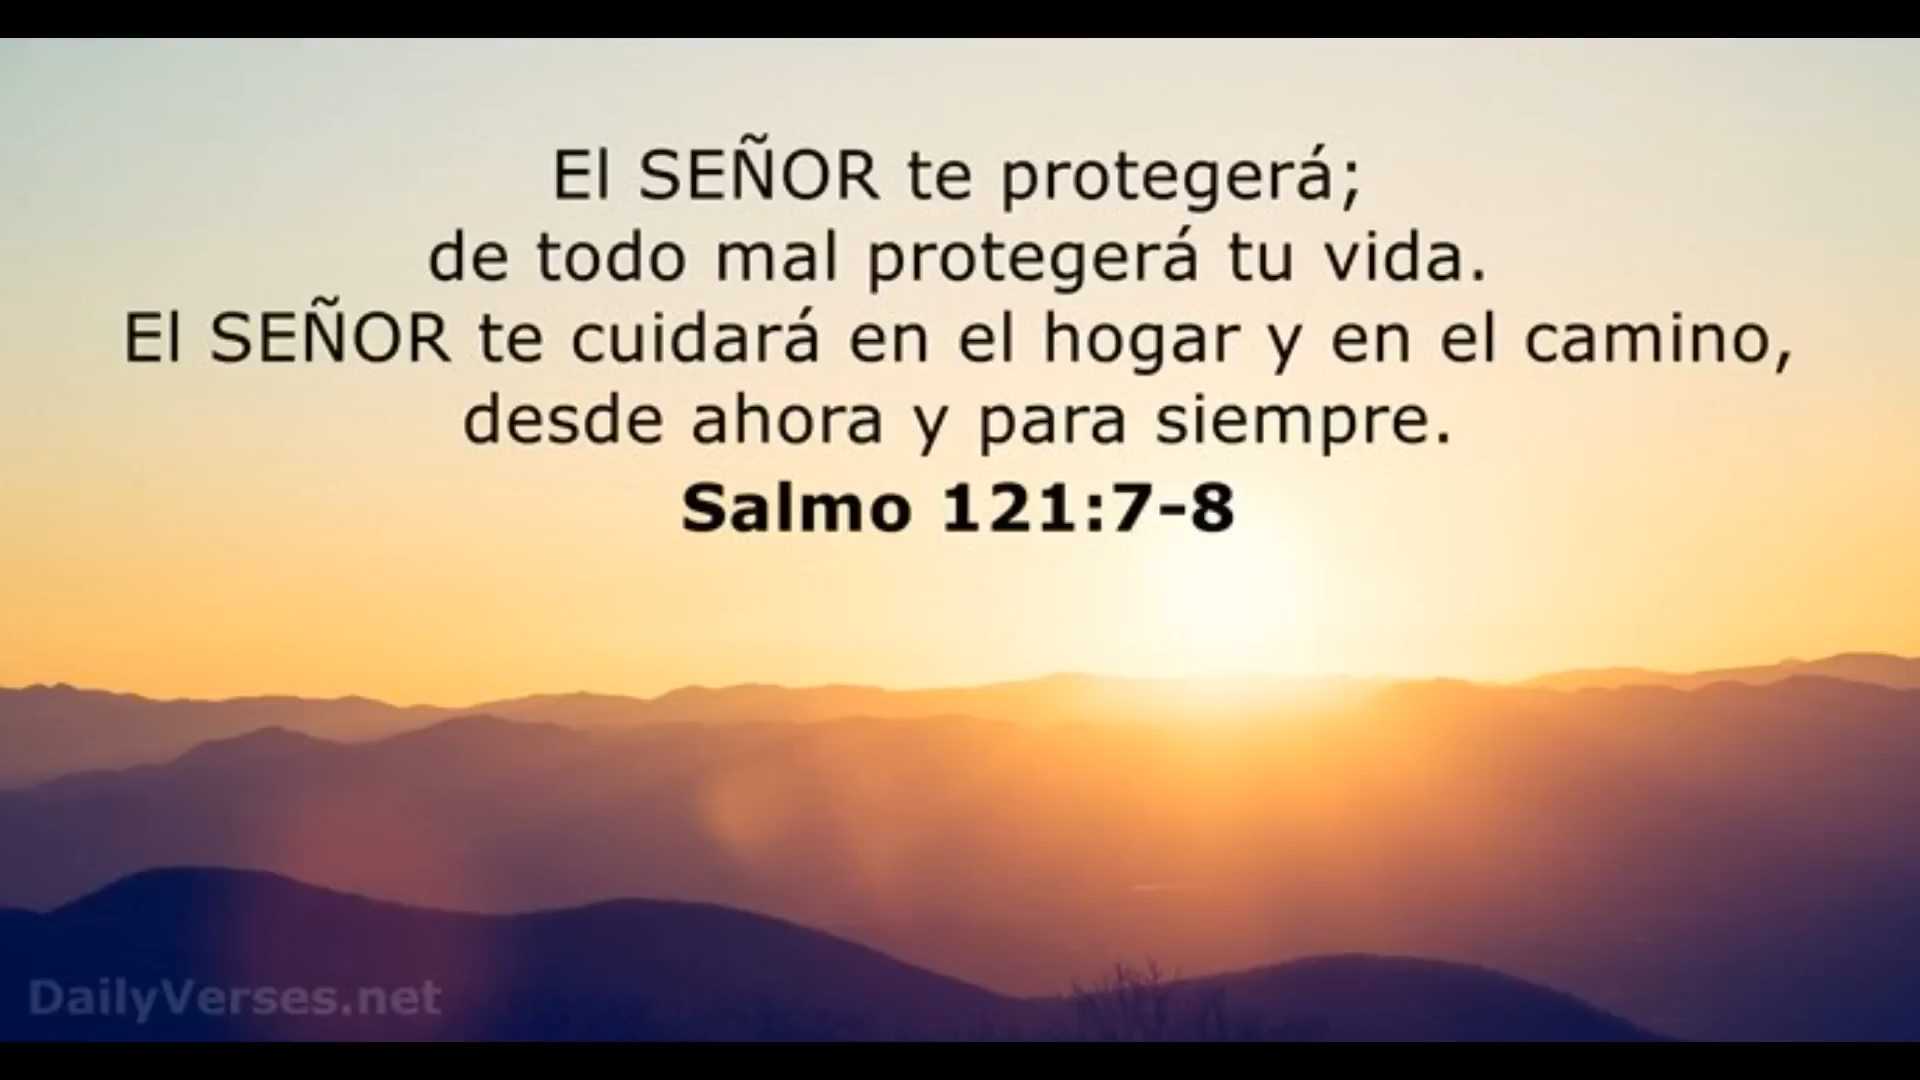 El SEÑOR te protegerá;
de todo mal protegerá tu vida.
El SEÑOR te cuidará en el hogar y en el camino,
desde ahora y para siempre.
Salmo 121:7-8
DailyVerses.net